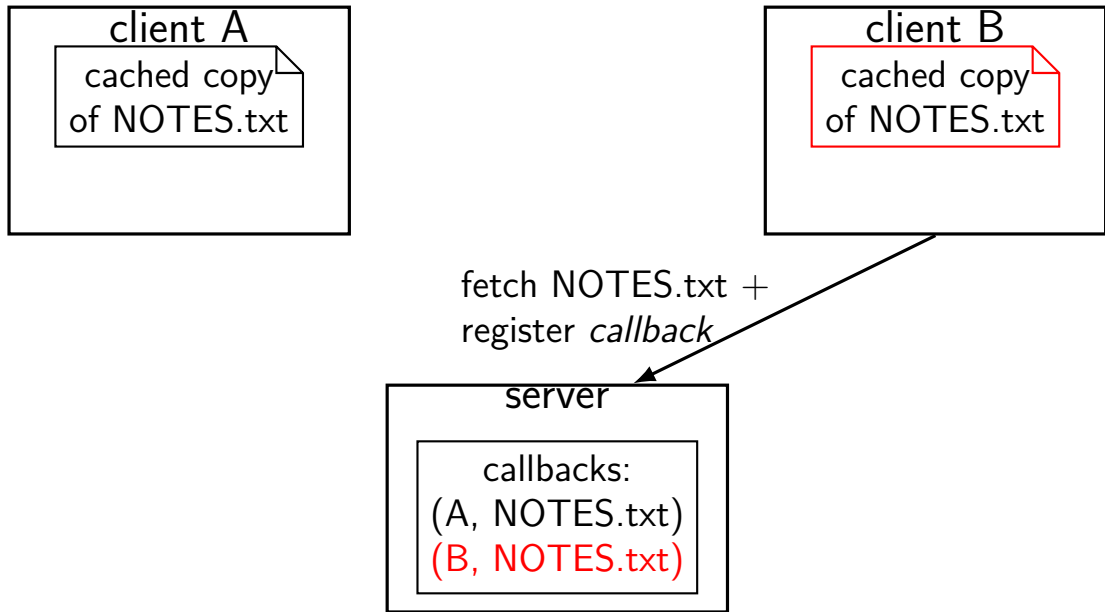 client A
cached copy
of NOTES.txt
client B
cached copy
of NOTES.txt
fetch NOTES.txt +
register callback
server
callbacks:
(A, NOTES.txt)
(B, NOTES.txt)